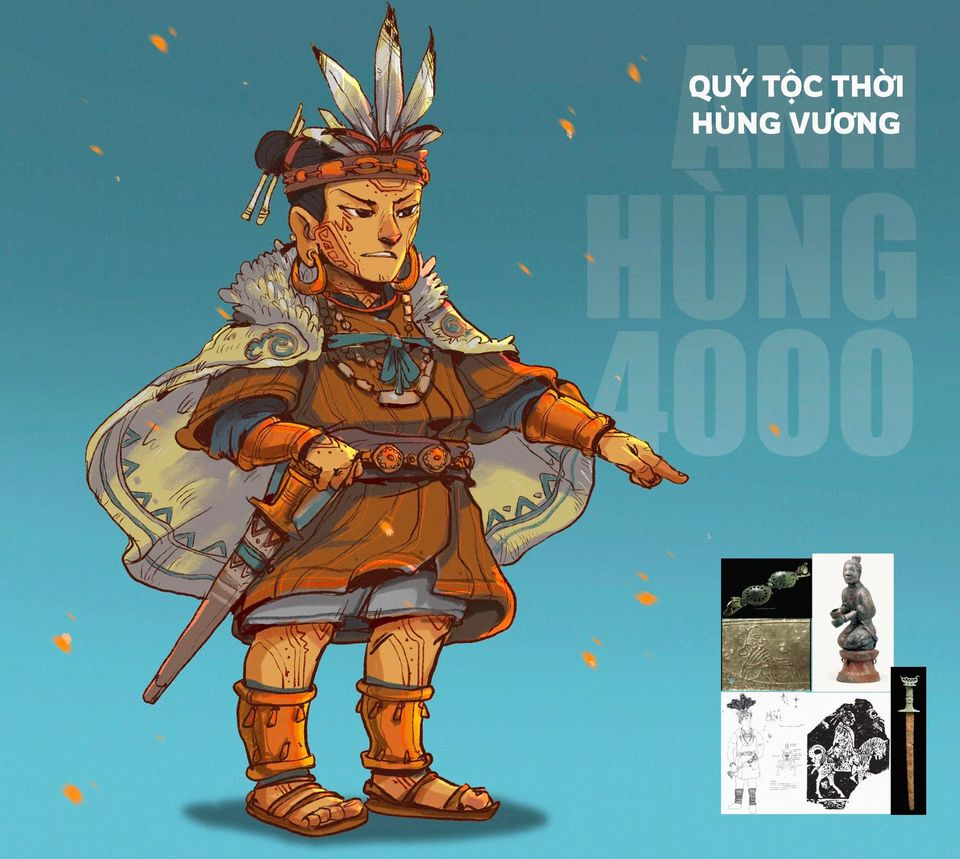 QUÝ TỘC THỜI
HÙNG VƯƠNG
ANH
HÙNG
4000